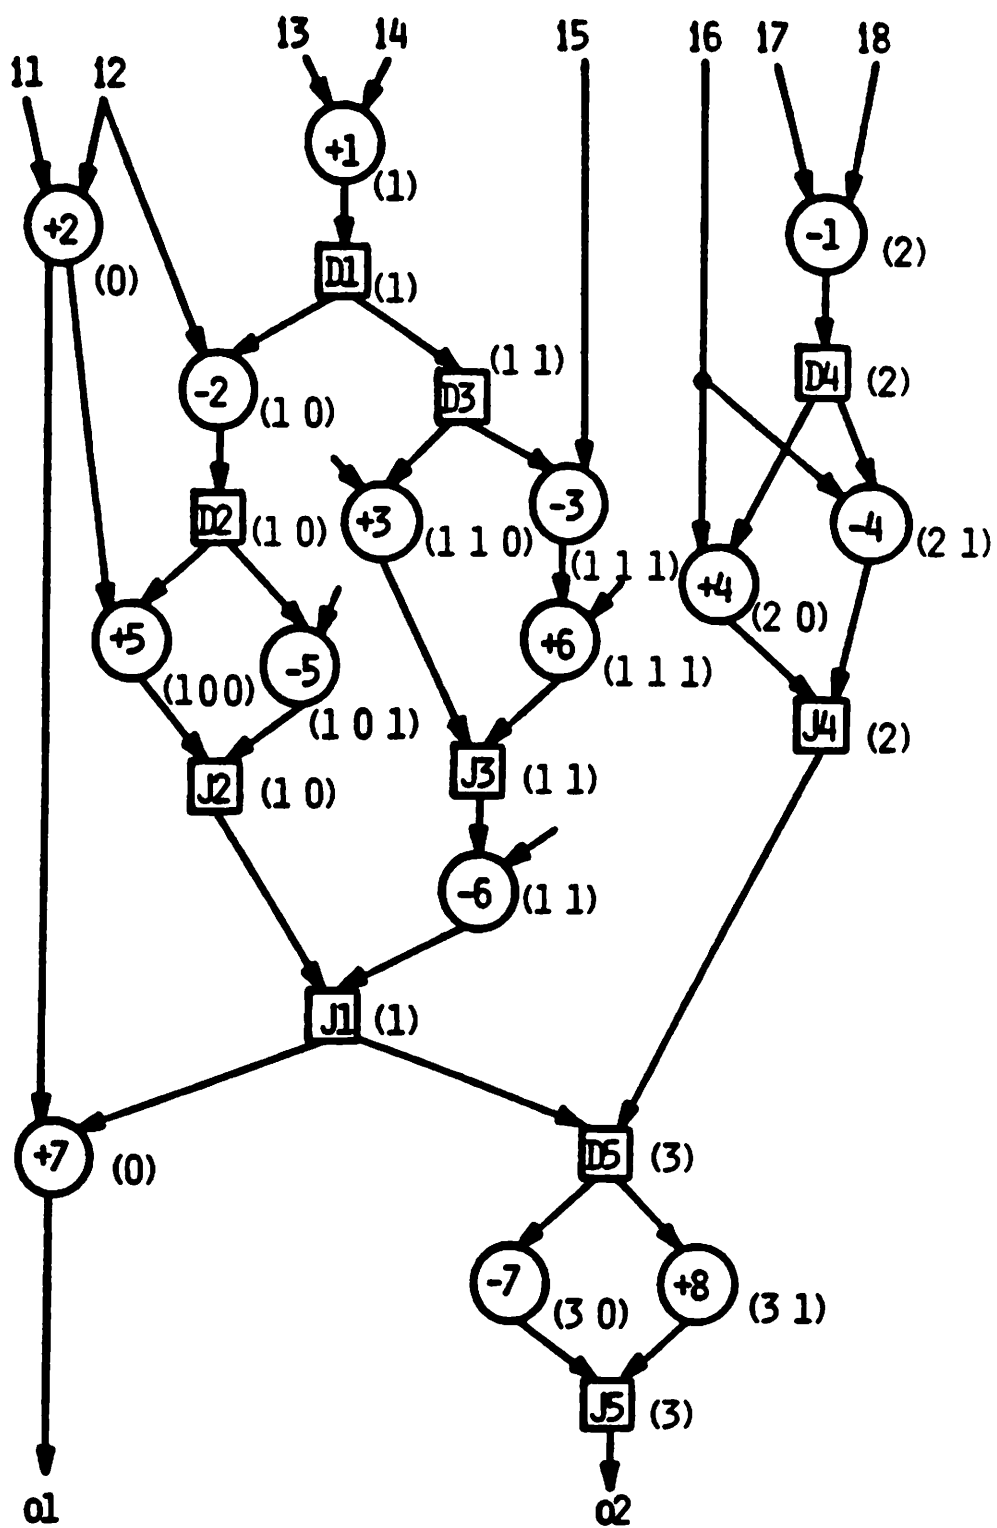 i3 i4 i5 i6 i7 i8
i1 i2
+1
(1)
+2
-1
(2)
(0)
D1
(1)
(1 1)
D4
(2)
-2
(1 0)
D3
-3
D2
(1 0)
+3
(1 1 0)
-4
(2 1)
(1 1 1)
+4
(2 0)
+5
+6
(1 1 1)
-5
(1 0 0)
(1 0 1)
J4
(2)
J3
(1 1)
J2
(1 0)
-6
(1 1)
J1
(1)
+7
(0)
D5
(3)
-7
(3 0)
+8
(3 1)
J5
(3)
o1
o2